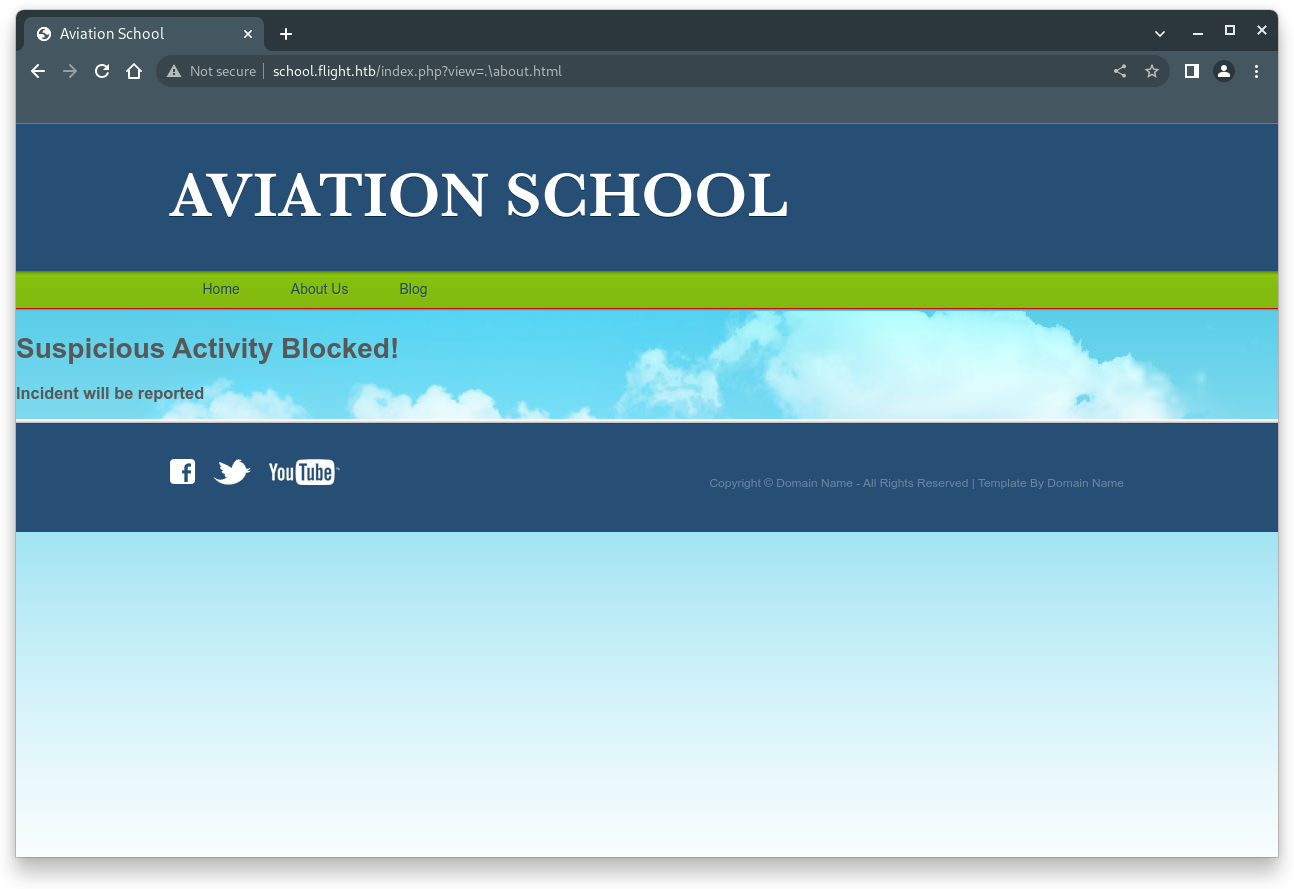 Aviation School
Not secure school.flight.htb/index.php?view=.\about.html
AVIATION SCHOOL
Home About Us Blog
Suspicious Activity Blocked!
Incident will be reported
f YouTube™
Copyright © Domain Name - All Rights Reserved | Template By Domain Name